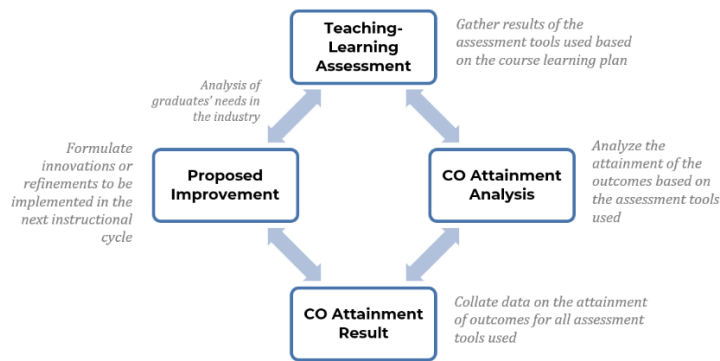 Teaching-
Learning
Assessment
Gather results of the
assessment tools used based
on the course learning plan
Analysis of
graduates' needs in
the industry
Formulate
innovations or
refinements to be
implemented in the
next instructional
cycle
Proposed
Improvement
CO Attainment
Analysis
Analyze the
attainment of the
outcomes based on
the assessment tools
used
CO Attainment
Result
Collate data on the attainment
of outcomes for all assessment
tools used